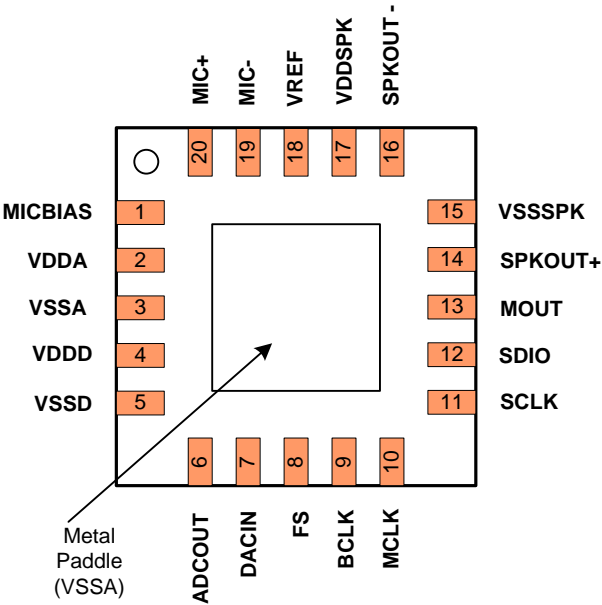 MIC+
MIC-
VREF
VDDSPK
SPKOUT -
20
19
18
17
16
MICBIAS 1
15 VSSSPK
VDDA 2
14 SPKOUT+
VSSA 3
13 MOUT
VDDD 4
12 SDIO
VSSD 5
11 SCLK
6
7
8
9
10
ADCOUT
DACIN
FS
BCLK
MCLK
Metal
Paddle
(VSSA)